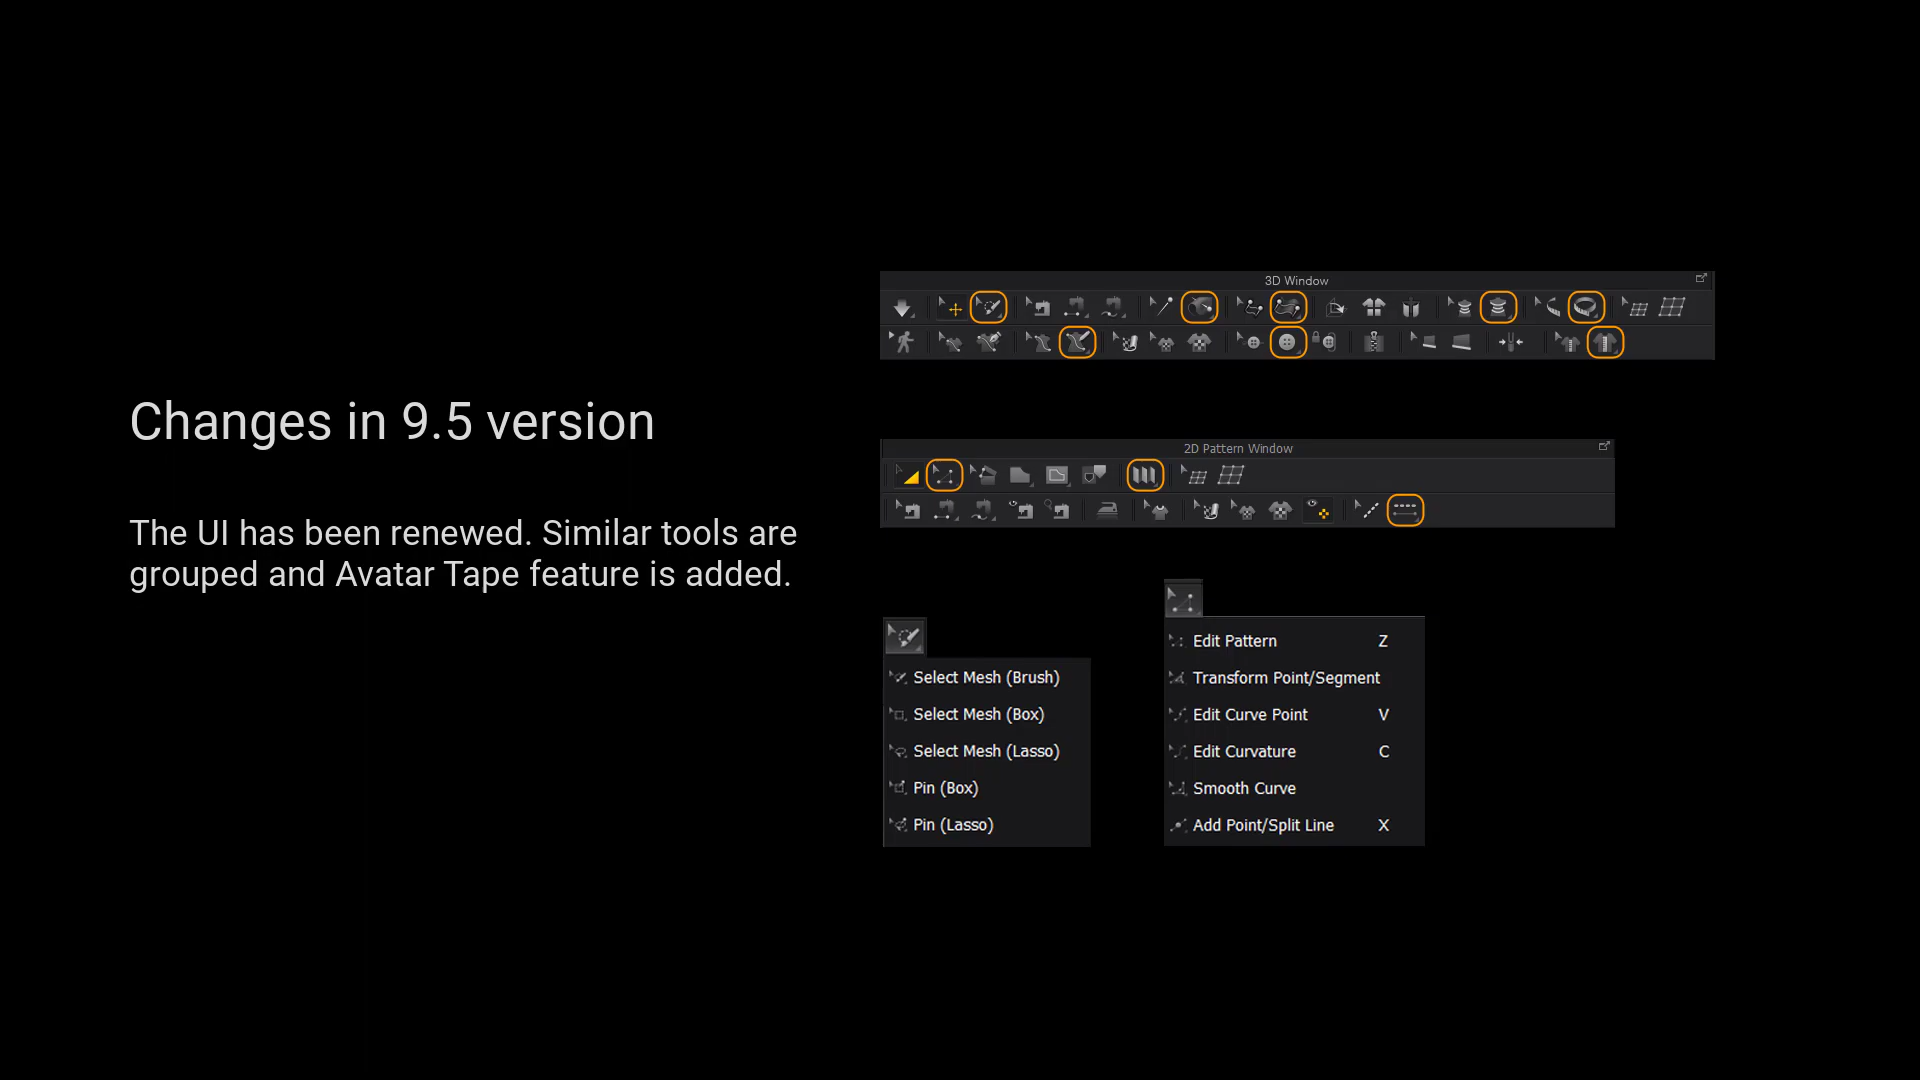 Changes in 9.5 version
The UI has been renewed. Similar tools are
grouped and Avatar Tape feature is added.
3D Window
2D Pattern Window
Select Mesh (Brush)
Select Mesh (Box)
Select Mesh (Lasso)
Pin (Box)
Pin (Lasso)
Edit Pattern Z
Transform Point/Segment
Edit Curve Point V
Edit Curvature C
Smooth Curve
Add Point/Split Line X